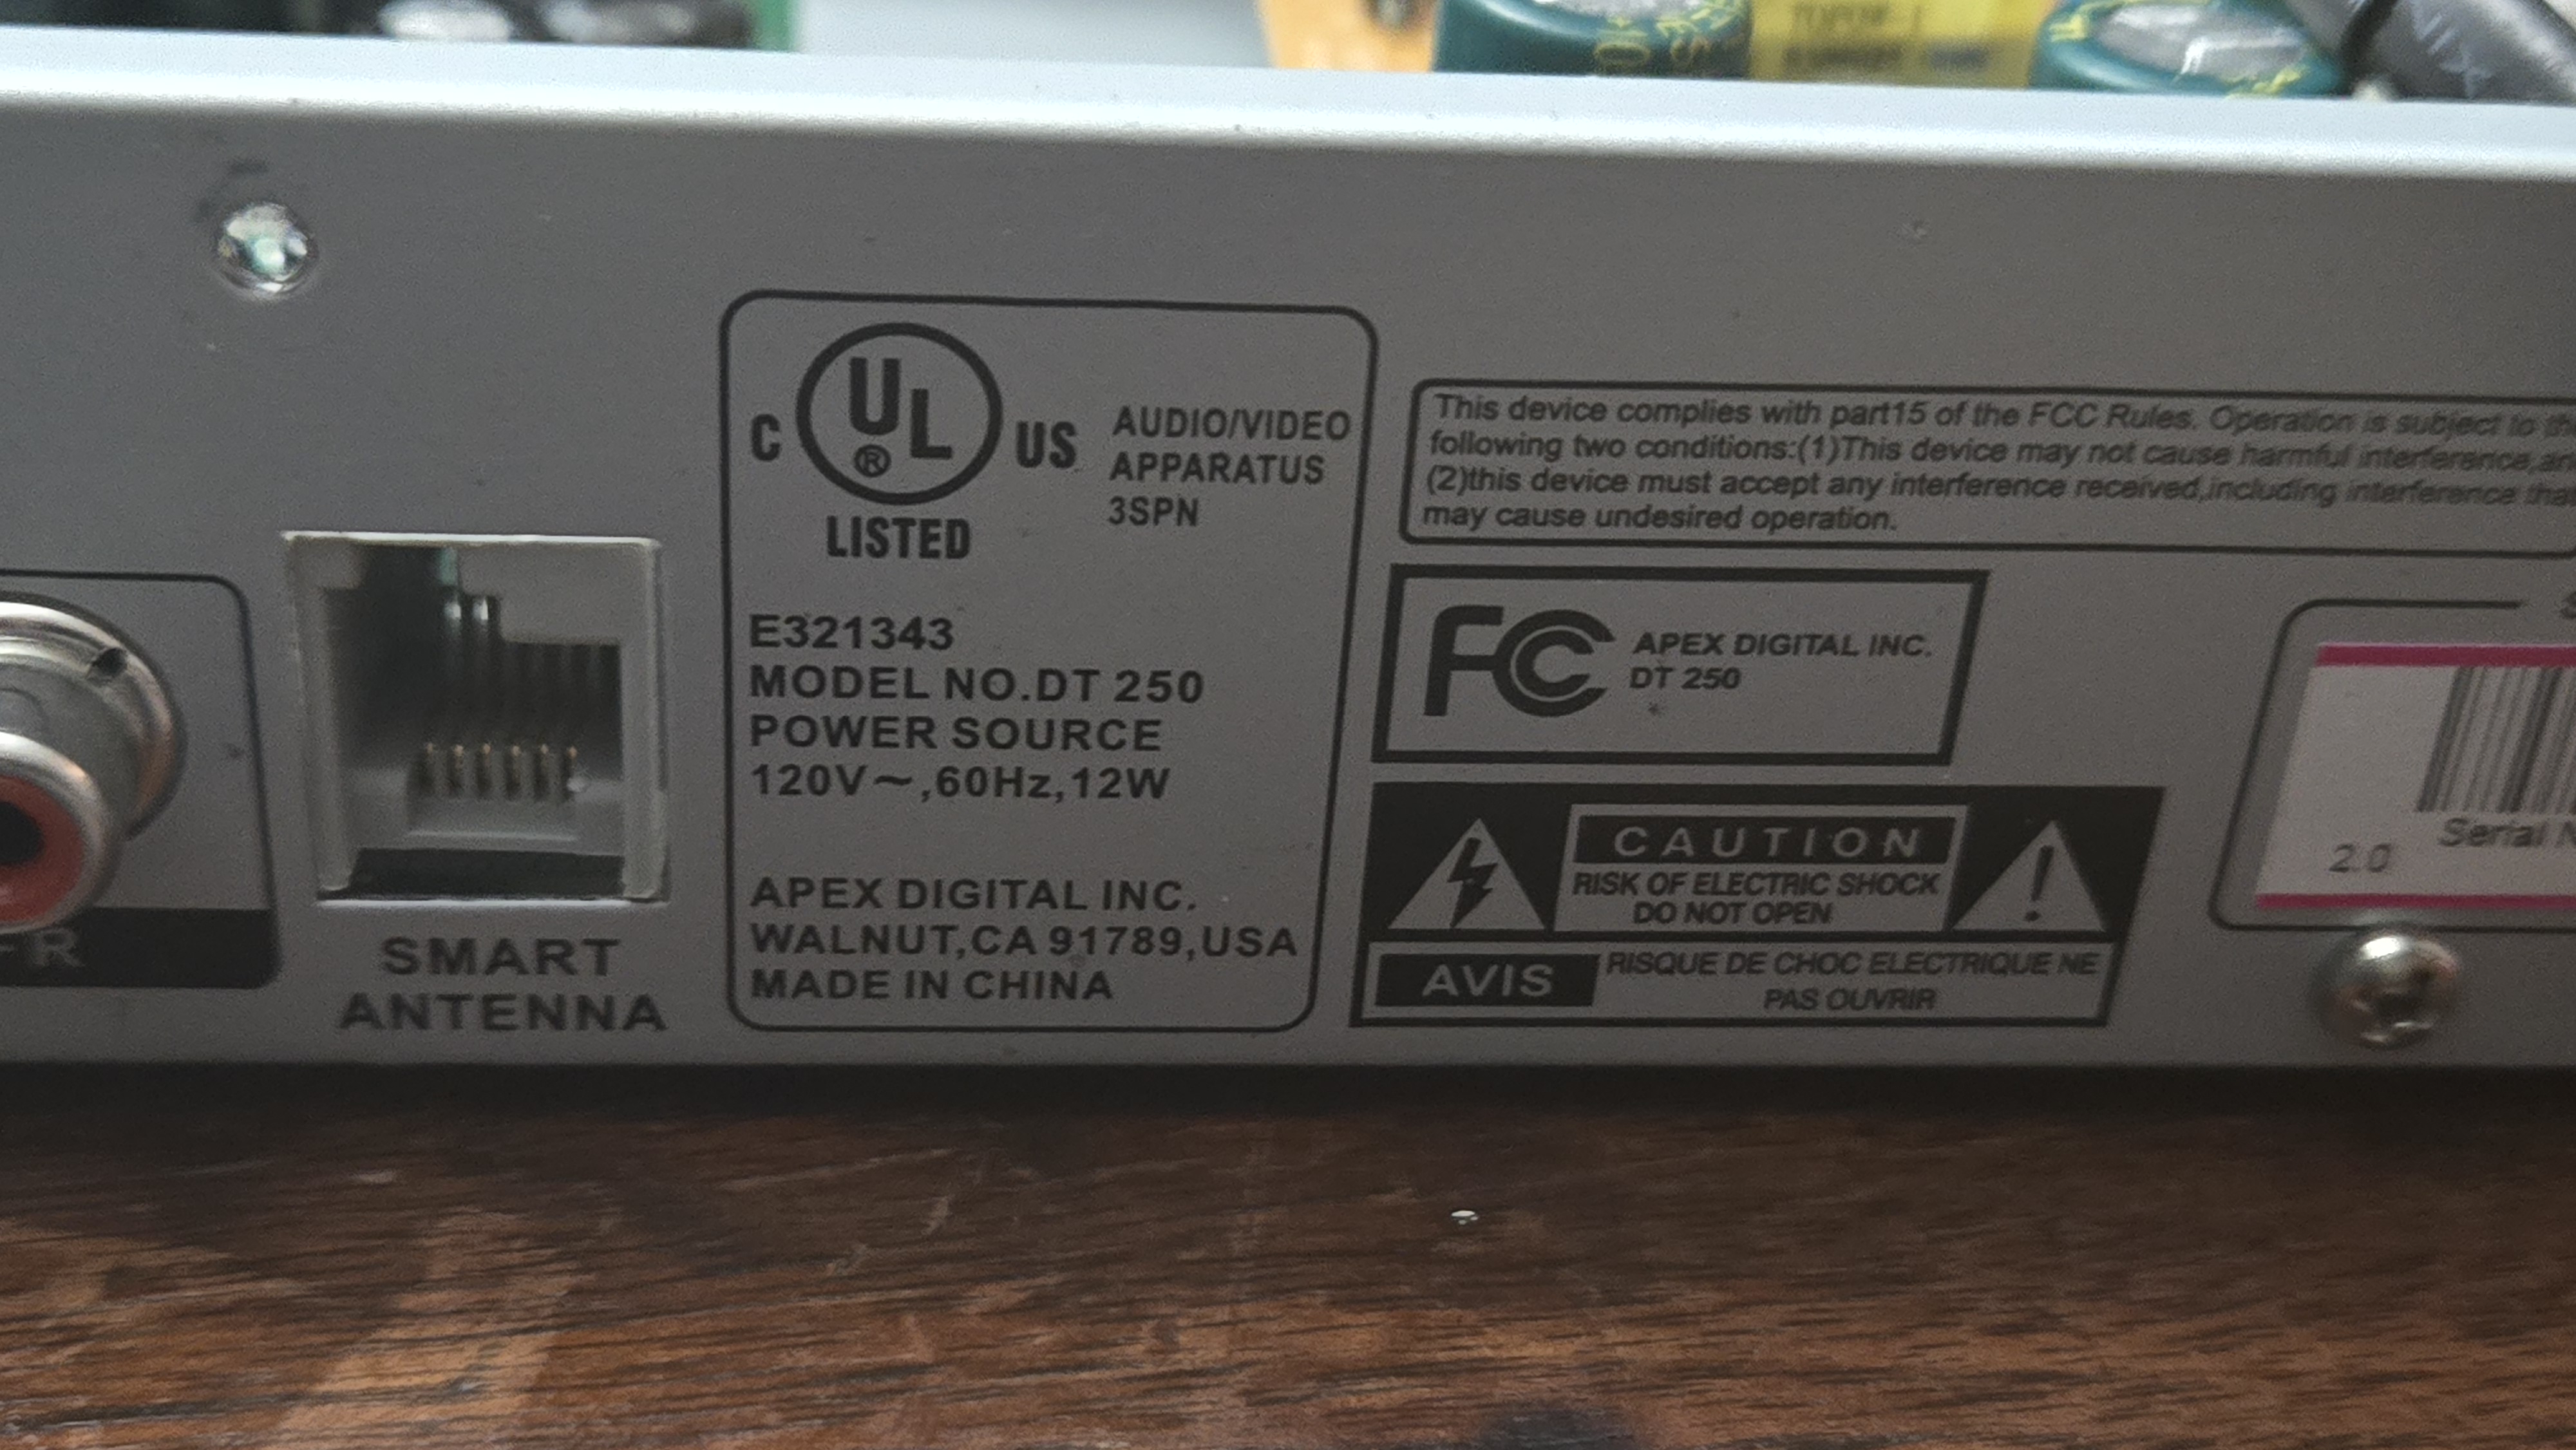 C UL ® US
LISTED
AUDIO/VIDEO
APPARATUS
3SPN
E321343
MODEL NO.DT 250
POWER SOURCE
120V~,60Hz,12W
APEX DIGITAL INC.
WALNUT,CA 91789,USA
MADE IN CHINA
SMART
ANTENNA
R
This device complies with part15 of the FCC Rules. Operation is subject to
following two conditions:(1)This device may not cause harmful interference,
(2)this device must accept any interference received,including interference
may cause undesired operation.
FC
APEX DIGITAL INC.
DT 250
CAUTION
RISK OF ELECTRIC SHOCK
DO NOT OPEN
AVIS
RISQUE DE CHOC ELECTRIQUE NE
PAS OUVRIR
2.0
Serial